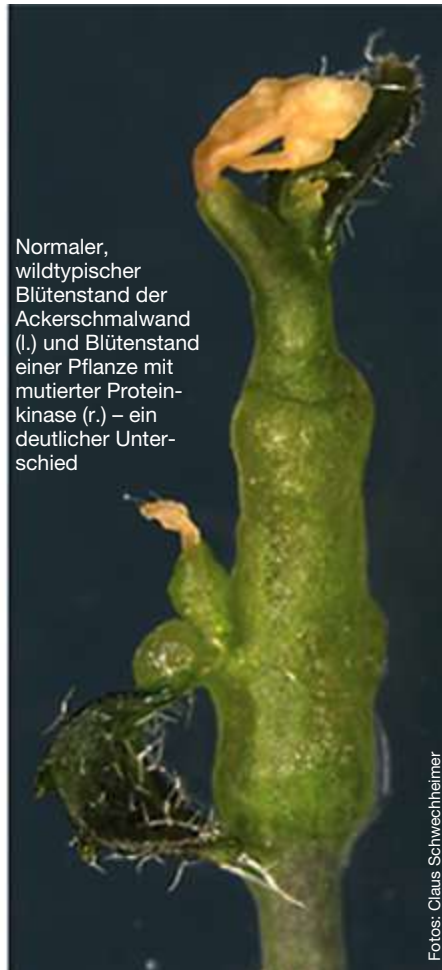 Normaler,
wildtypischer
Blütenstand der
Ackerschmalwand
(l.) und Blütenstand
einer Pflanze mit
mutierter Protein-
kinase (r.) – ein
deutlicher Unter-
schied
Fotos: Claus Schwechheimer